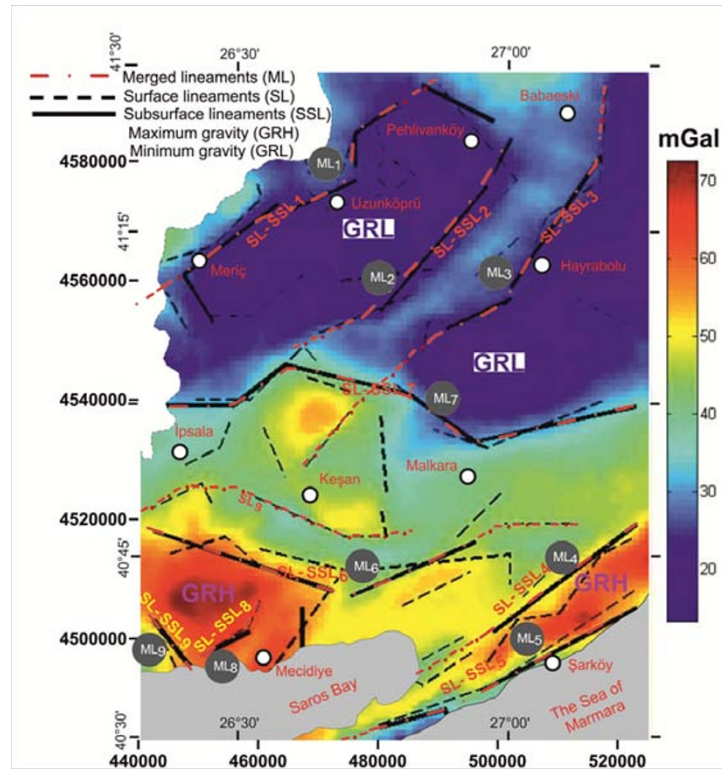 26°30'
27°00'
41°30'
Merged lineaments (ML)
Surface lineaments (SL)
Subsurface lineaments (SSL)
Maximum gravity (GRH)
Minimum gravity (GRL)
Babaeski
Pehlivanköy
mGal
4580000
ML1
70
SL-SSL1
Uzunköprü
SL-SSL2
SL-SSL3
41°15'
GRL
60
Meriç
ML2
ML3
Hayrabolu
4560000
50
GRL
4540000
ML7
40
İpsala
Malkara
Keşan
30
SL9
4520000
40°45'
ML6
ML4
20
SL-SSL6
GRH
GRH
SL-SSL4
SL-SSL9
SL-SSL8
4500000
ML9
ML8
ML5
Mecidiye
SL-SSL5
Şarköy
Saros Bay
The Sea of
Marmara
40°30'
26°30'
27°00'
440000
460000
480000
500000
520000